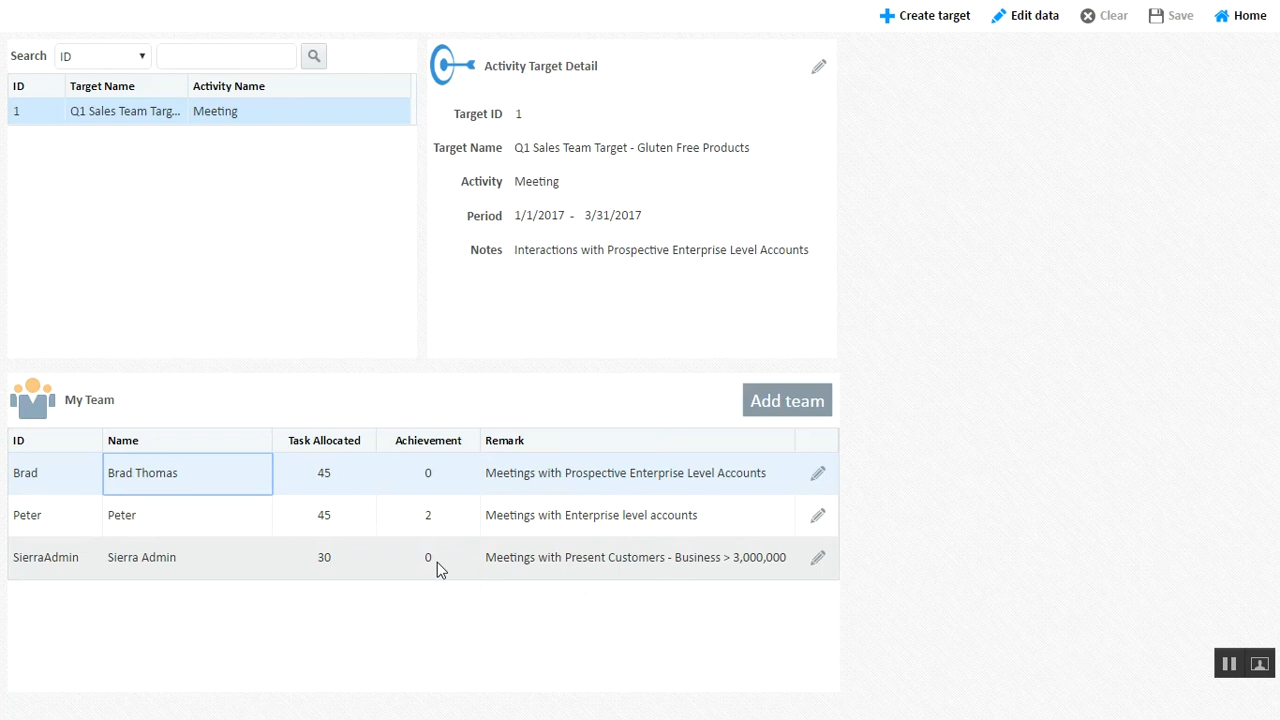 Create target Edit data Clear Save Home
Search ID
Activity Target Detail
ID Target Name Activity Name
1 Q1 Sales Team Targ... Meeting
Target ID 1
Target Name Q1 Sales Team Target - Gluten Free Products
Activity Meeting
Period 1/1/2017 - 3/31/2017
Notes Interactions with Prospective Enterprise Level Accounts
My Team Add team
ID Name Task Allocated Achievement Remark
Brad Brad Thomas 45 0 Meetings with Prospective Enterprise Level Accounts
Peter Peter 45 2 Meetings with Enterprise level accounts
SierraAdmin Sierra Admin 30 0 Meetings with Present Customers - Business > 3,000,000